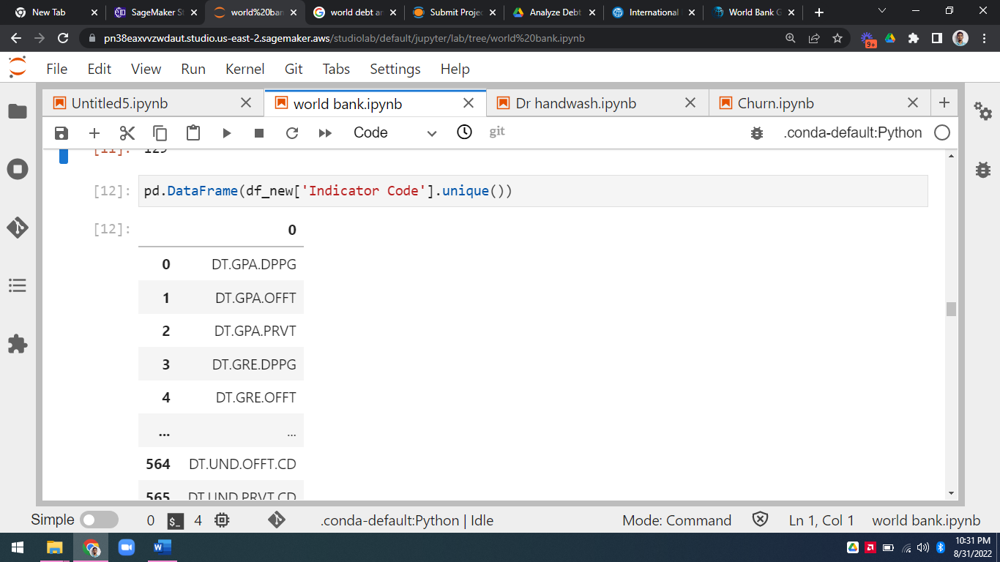 New Tab
SageMaker St
world%20ban
world debt an
Submit Projec
Analyze Debt
International
World Bank G
pn38eaxvvzwdaut.studio.us-east-2.sagemaker.aws/studiolab/default/jupyter/lab/tree/world%20bank.ipynb
9+
File Edit View Run Kernel Git Tabs Settings Help
Untitled5.ipynb
world bank.ipynb
Dr handwash.ipynb
Churn.ipynb
Code
git
.conda-default:Python
[11]: 129
[12]: pd.DataFrame(df_new['Indicator Code'].unique())
[12]:
0
0 DT.GPA.DPPG
1 DT.GPA.OFFT
2 DT.GPA.PRVT
3 DT.GRE.DPPG
4 DT.GRE.OFFT
... ...
564 DT.UND.OFFT.CD
565 DT.UND.PRVT.CD
Simple 0 $_ 4 .conda-default:Python | Idle Mode: Command Ln 1, Col 1 world bank.ipynb
10:31 PM
8/31/2022